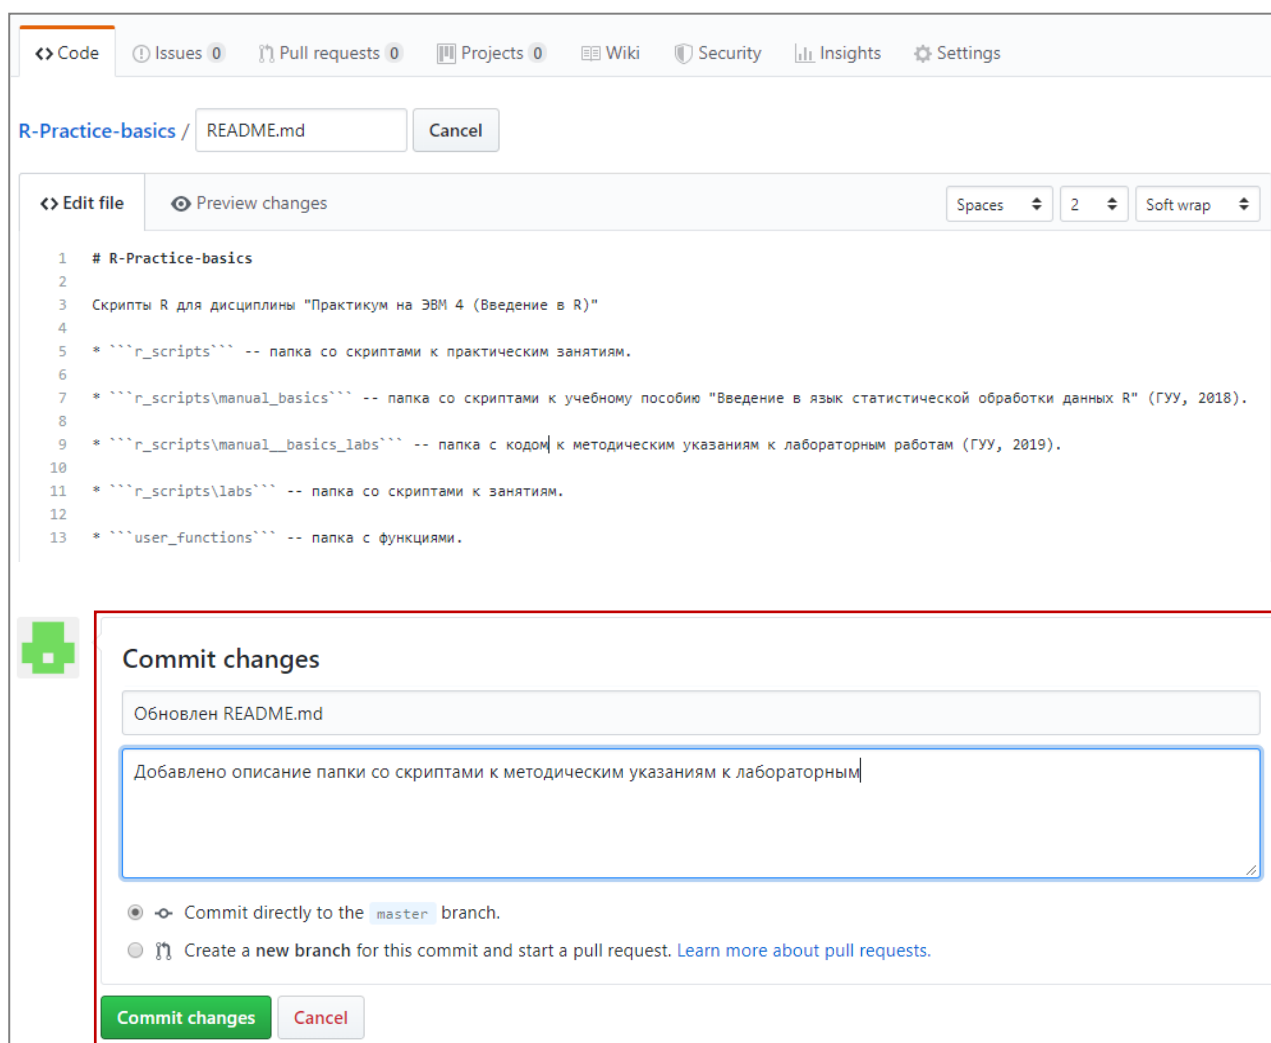 Code Issues 0 Pull requests 0 Projects 0 Wiki Security Insights Settings
R-Practice-basics / README.md Cancel
Edit file Preview changes Spaces 2 Soft wrap
1 # R-Practice-basics
2
3 Скрипты R для дисциплины "Практикум на ЭВМ 4 (Введение в R)"
4
5 * ```r_scripts``` -- папка со скриптами к практическим занятиям.
6
7 * ```r_scripts\manual_basics``` -- папка со скриптами к учебному пособию "Введение в язык статистической обработки данных R" (ГУУ, 2018).
8
9 * ```r_scripts\manual__basics_labs``` -- папка с кодом к методическим указаниям к лабораторным работам (ГУУ, 2019).
10
11 * ```r_scripts\labs``` -- папка со скриптами к занятиям.
12
13 * ```user_functions``` -- папка с функциями.
Commit changes
Обновлен README.md
Добавлено описание папки со скриптами к методическим указаниям к лабораторным
Commit directly to the master branch.
Create a new branch for this commit and start a pull request. Learn more about pull requests.
Commit changes Cancel